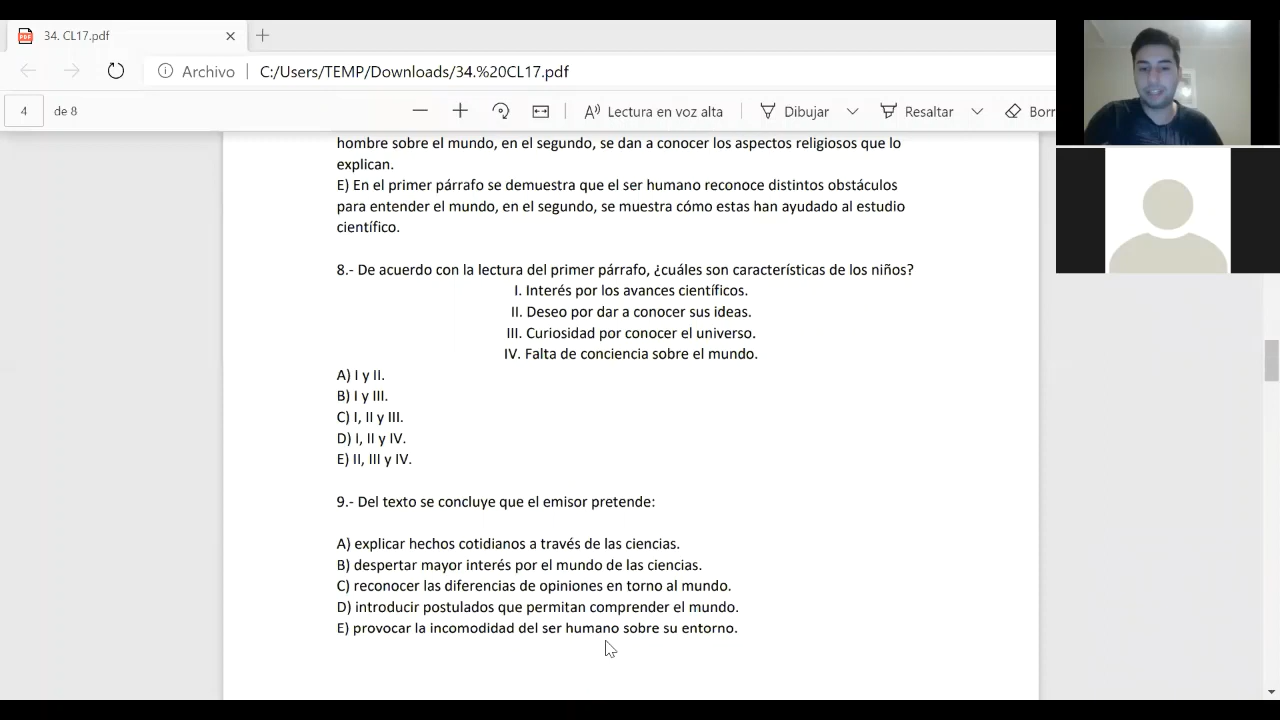 34. CL17.pdf
Archivo
C:/Users/TEMP/Downloads/34.%20CL17.pdf
4 de 8
Lectura en voz alta
Dibujar
Resaltar
Borr
hombre sobre el mundo, en el segundo, se dan a conocer los aspectos religiosos que lo
explican.
E) En el primer párrafo se demuestra que el ser humano reconoce distintos obstáculos
para entender el mundo, en el segundo, se muestra cómo estas han ayudado al estudio
científico.
8.- De acuerdo con la lectura del primer párrafo, ¿cuáles son características de los niños?
I. Interés por los avances científicos.
II. Deseo por dar a conocer sus ideas.
III. Curiosidad por conocer el universo.
IV. Falta de conciencia sobre el mundo.
A) I y II.
B) I y III.
C) I, II y III.
D) I, II y IV.
E) II, III y IV.
9.- Del texto se concluye que el emisor pretende:
A) explicar hechos cotidianos a través de las ciencias.
B) despertar mayor interés por el mundo de las ciencias.
C) reconocer las diferencias de opiniones en torno al mundo.
D) introducir postulados que permitan comprender el mundo.
E) provocar la incomodidad del ser humano sobre su entorno.